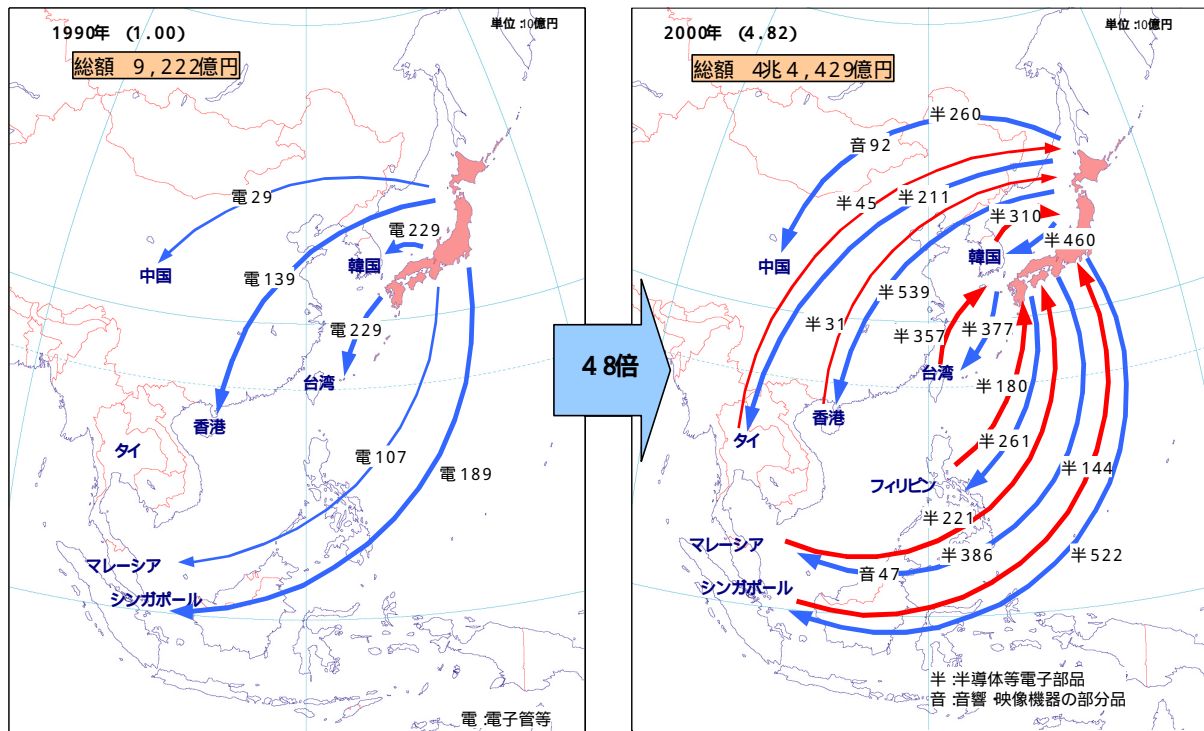 1990年 (1.00)
単位:10億円
総額 9,222億円
電29
電229
中国
韓国
電139
電229
台湾
香港
タイ
電107
電189
マレーシア
シンガポール
電:電子管等
48倍
2000年 (4.82)
単位:10億円
総額 4兆4,429億円
半260
音92
半45
半211
半310
半460
中国
韓国
半539
半31
半357
半377
台湾
半180
香港
タイ
半261
半144
フィリピン
半221
マレーシア
半386
半522
音47
シンガポール
半:半導体等電子部品
音:音響・映像機器の部分品